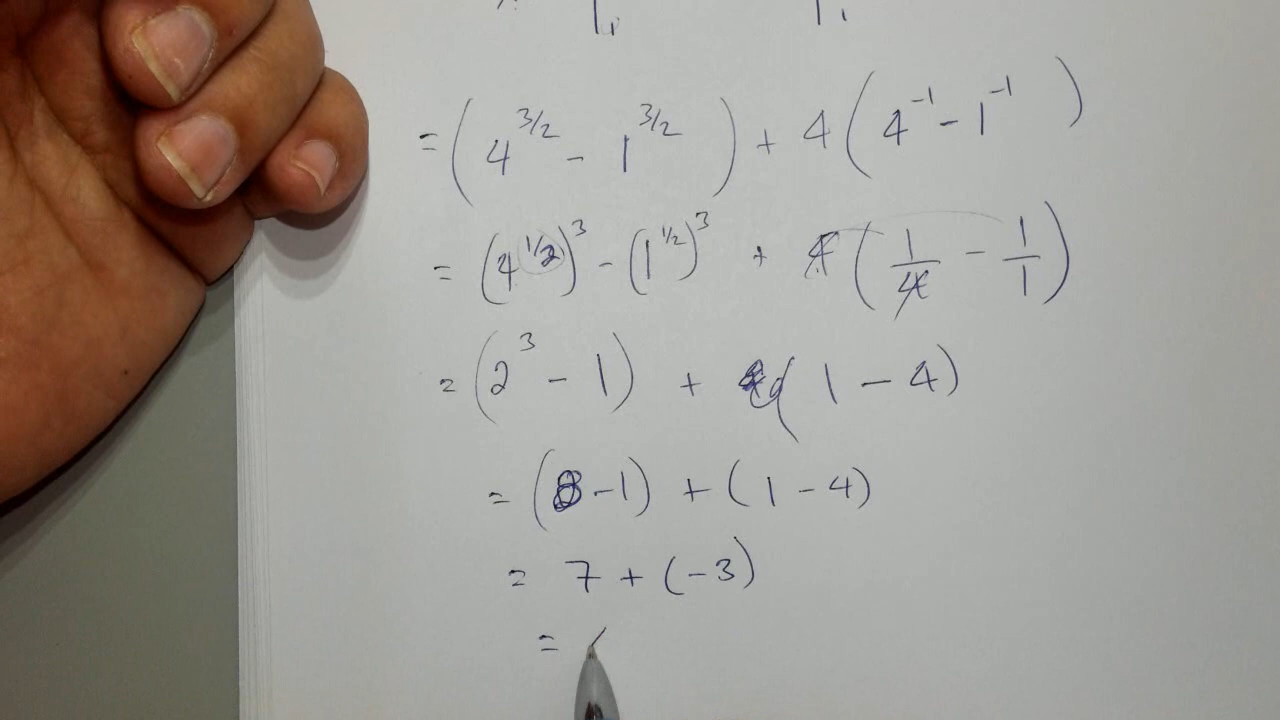 = (4^{3/2} - 1^{3/2}) + 4(4^{-1} - 1^{-1})
= (4^{1/2})^3 - (1^{1/2})^3 + 4(1/4 - 1/1)
= (2^3 - 1) + (1 - 4)
= (8 - 1) + (1 - 4)
= 7 + (-3)
=